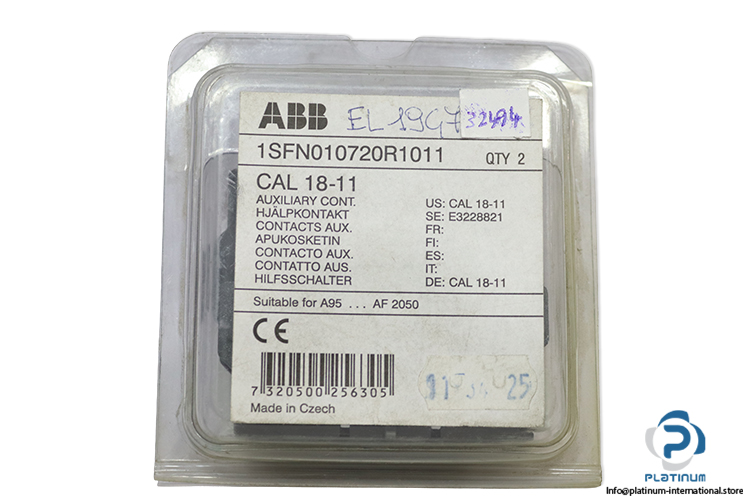 ABB
EL 19G7
32494
1SFN010720R1011 QTY 2
CAL 18-11
AUXILIARY CONT. US: CAL 18-11
HJÄLPKONTAKT SE: E3228821
CONTACTS AUX. FR:
APUKOSKETIN FI:
CONTACTO AUX. ES:
CONTATTO AUS. IT:
HILFSSCHALTER DE: CAL 18-11
Suitable for A95 ... AF 2050
CE
7 320500 256305
Made in Czech
PLATINUM
Info@platinum-international.store